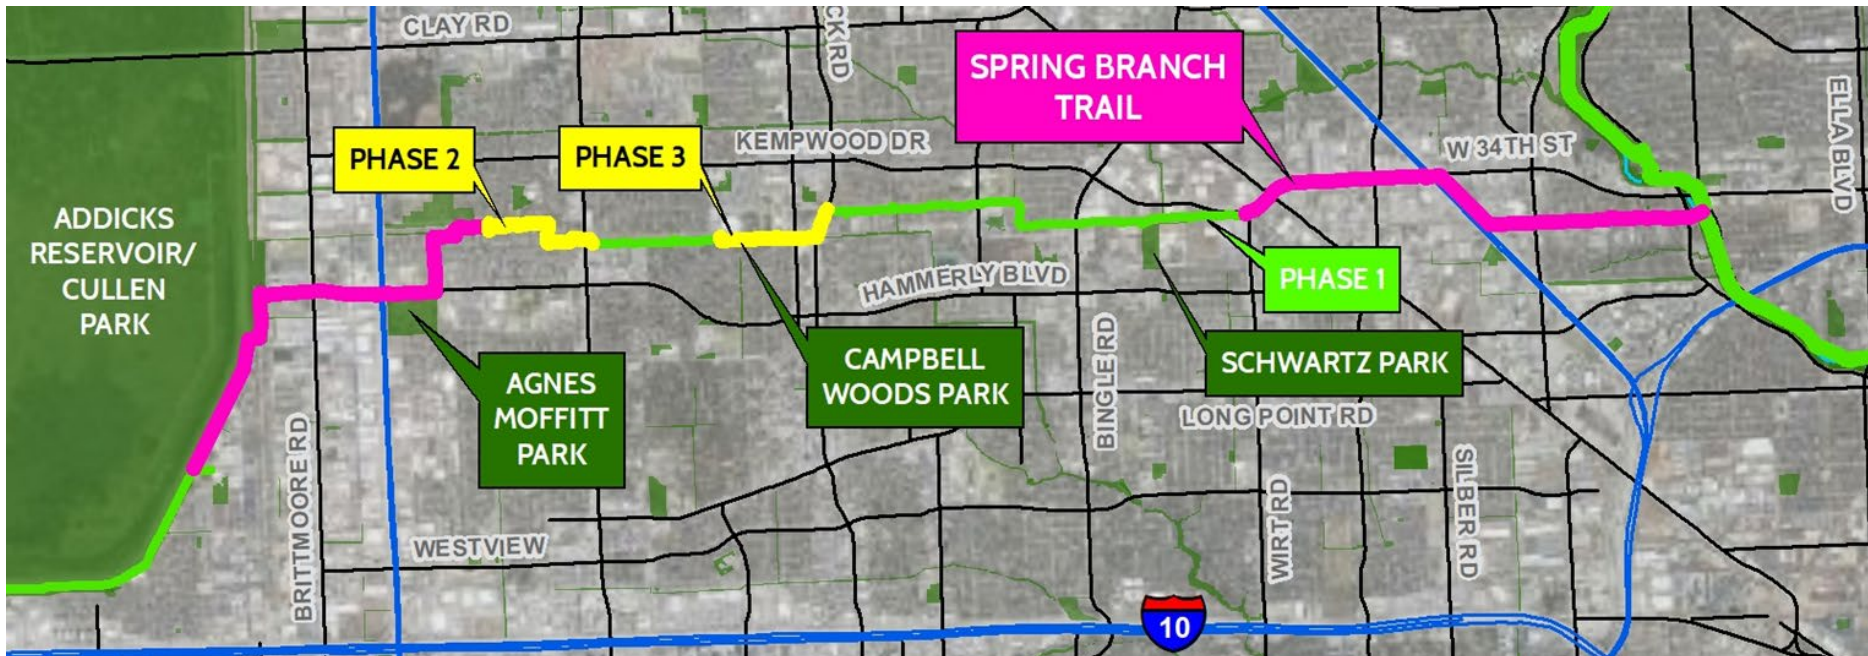 CLAY RD
CK RD
SPRING BRANCH
TRAIL
ELLA BLVD
PHASE 2
PHASE 3
KEMPWOOD DR
W 34TH ST
ADDICKS
RESERVOIR/
CULLEN
PARK
HAMMERLY BLVD
PHASE 1
AGNES
MOFFITT
PARK
CAMPBELL
WOODS PARK
BINGLE RD
SCHWARTZ PARK
LONG POINT RD
BRITTMOORE RD
WESTVIEW
WIRT RD
SILBER RD
10